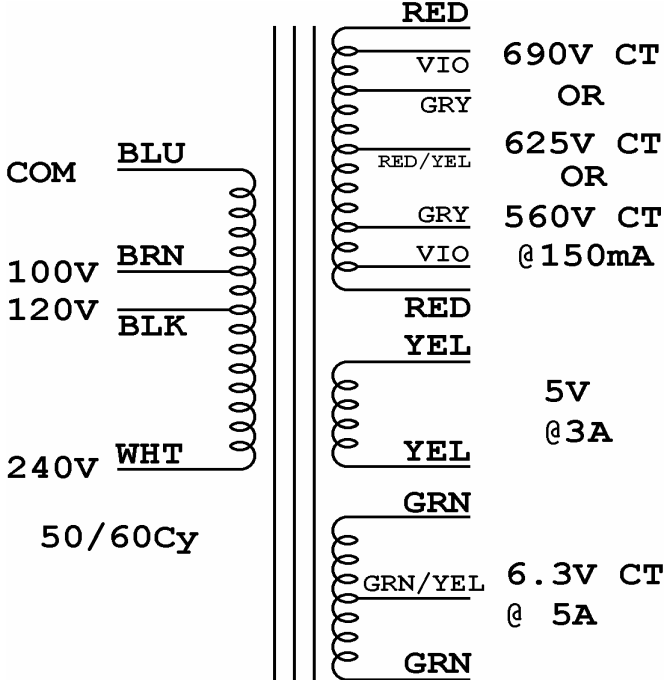 RED
VIO
690V CT
GRY
OR
RED/YEL
625V CT
OR
GRY
560V CT
VIO
@150mA
RED
COM
BLU
100V
BRN
120V
BLK
240V
WHT
50/60Cy
YEL
5V
@3A
YEL
GRN
GRN/YEL
6.3V CT
@ 5A
GRN